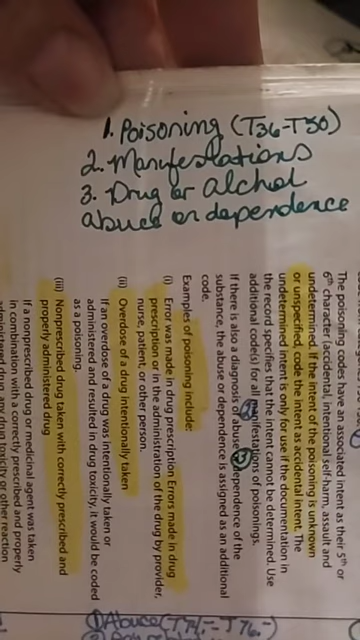 1. Poisoning (T36-T50)
2. Manifestations
3. Drug or alchol
abuse or dependence
The poisoning codes have an associated intent as their 5th or
6th character (accidental, intentional self-harm, assault and
undetermined. If the intent of the poisoning is unknown
or unspecified, code the intent as accidental intent. The
undetermined intent is only for use if the documentation in
the record specifies that the intent cannot be determined. Use
additional code(s) for all manifestations of poisonings.
If there is also a diagnosis of abuse dependence of the
substance, the abuse or dependence is assigned as an additional
code.
Examples of poisoning include:
(i) Error was made in drug prescription Errors made in drug
prescription or in the administration of the drug by provider,
nurse, patient, or other person.
(ii) Overdose of a drug intentionally taken
If an overdose of a drug was intentionally taken or
administered and resulted in drug toxicity, it would be coded
as a poisoning.
(iii) Nonprescribed drug taken with correctly prescribed and
properly administered drug
If a nonprescribed drug or medicinal agent was taken
in combination with a correctly prescribed and properly
administered drug, any drug toxicity or other reaction
① Abuse (T74.- T76.-)